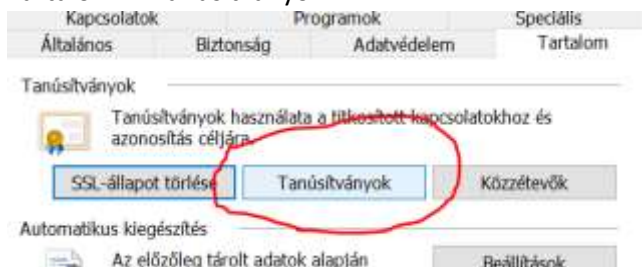 Kapcsolatok Programok Speciális
Általános Biztonság Adatvédelem Tartalom
Tanúsítványok
Tanúsítványok használata a titkosított kapcsolatokhoz és
azonosítás céljára.
SSL-állapot törlése Tanúsítványok Közzétevők
Automatikus kiegészítés
Az előzőleg tárolt adatok alapján Beállítások